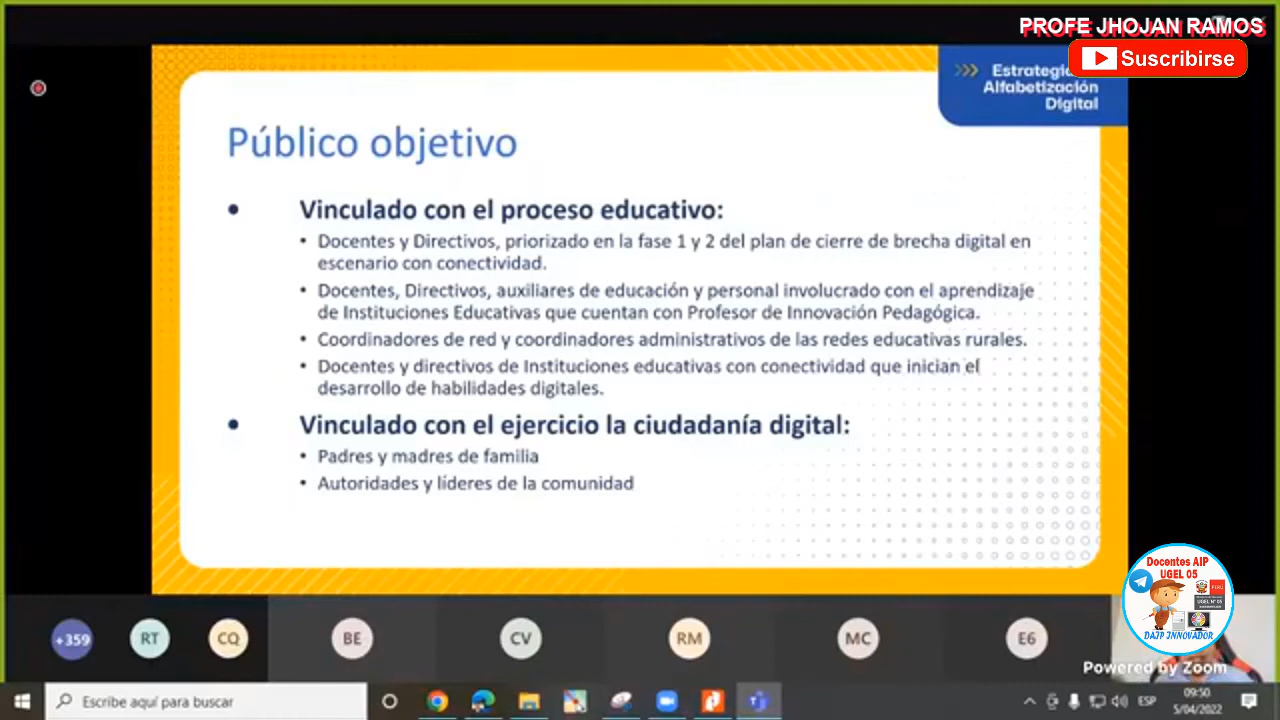 PROFE JHOJAN RAMOS
Suscribirse
Estrategia
Alfabetización
Digital
Público objetivo
• Vinculado con el proceso educativo:
• Docentes y Directivos, priorizado en la fase 1 y 2 del plan de cierre de brecha digital en
escenario con conectividad.
• Docentes, Directivos, auxiliares de educación y personal involucrado con el aprendizaje
de Instituciones Educativas que cuentan con Profesor de Innovación Pedagógica.
• Coordinadores de red y coordinadores administrativos de las redes educativas rurales.
• Docentes y directivos de Instituciones educativas con conectividad que inician el
desarrollo de habilidades digitales.
• Vinculado con el ejercicio la ciudadanía digital:
• Padres y madres de familia
• Autoridades y líderes de la comunidad
Docentes AIP
UGEL 05
PERÚ
UGEL N° 05
DAIP INNOVADOR
+359 RT CQ BE CV RM MC E6
Powered by Zoom
Escribe aquí para buscar
ESP
09:50
5/04/2022